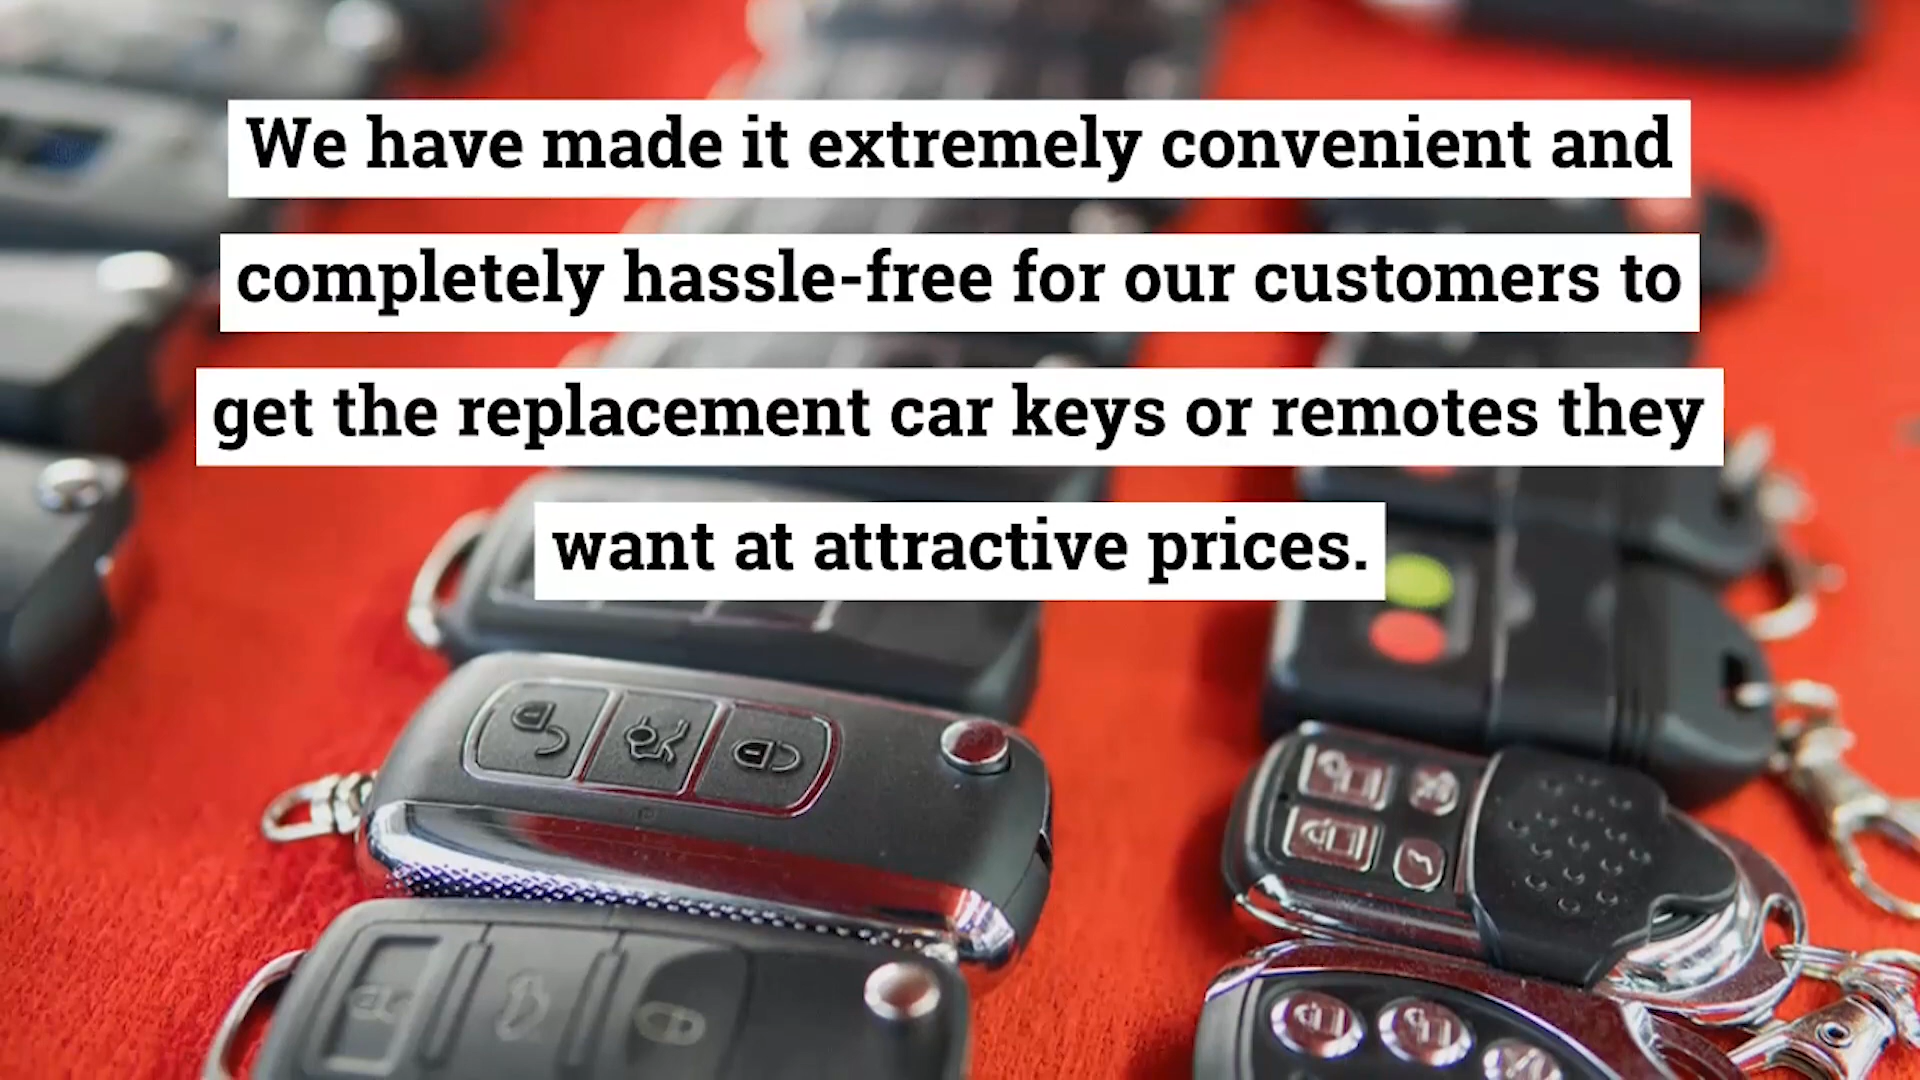 We have made it extremely convenient and
completely hassle-free for our customers to
get the replacement car keys or remotes they
want at attractive prices.